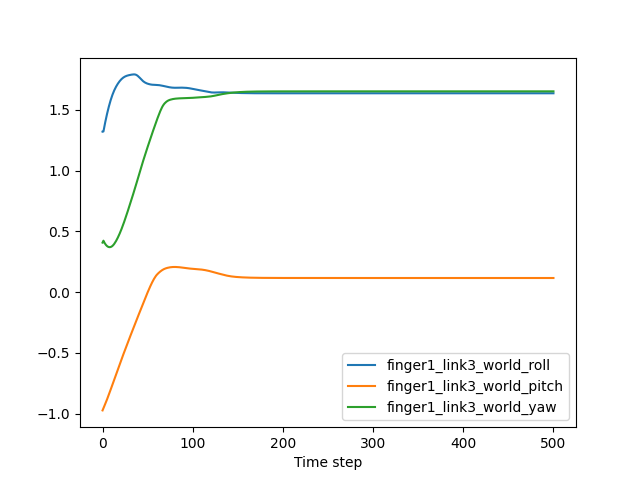 1.5
1.0
0.5
0.0
−0.5
−1.0
0 100 200 300 400 500
Time step
finger1_link3_world_roll
finger1_link3_world_pitch
finger1_link3_world_yaw